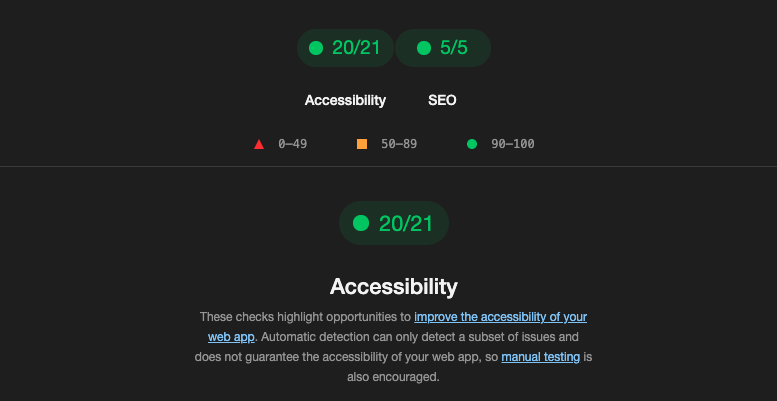 20/21 5/5
Accessibility SEO
0–49 50–89 90–100
20/21
Accessibility
These checks highlight opportunities to improve the accessibility of your
web app. Automatic detection can only detect a subset of issues and
does not guarantee the accessibility of your web app, so manual testing is
also encouraged.